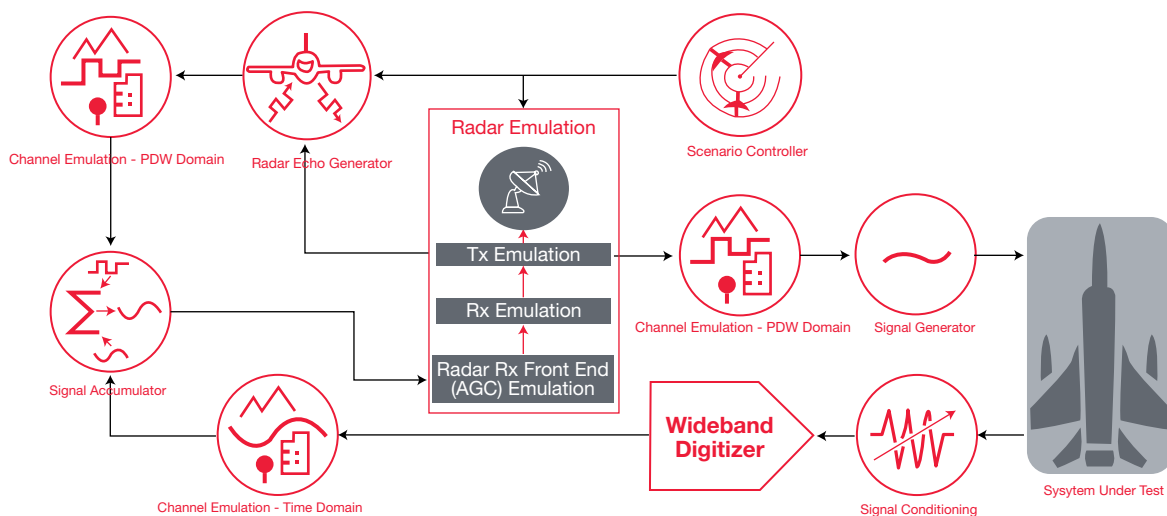 Radar Emulation
Channel Emulation - PDW Domain
Radar Echo Generator
Scenario Controller
Tx Emulation
Rx Emulation
Radar Rx Front End
(AGC) Emulation
Channel Emulation - PDW Domain
Signal Generator
Signal Accumulator
Wideband
Digitizer
Channel Emulation - Time Domain
Signal Conditioning
Sysytem Under Test